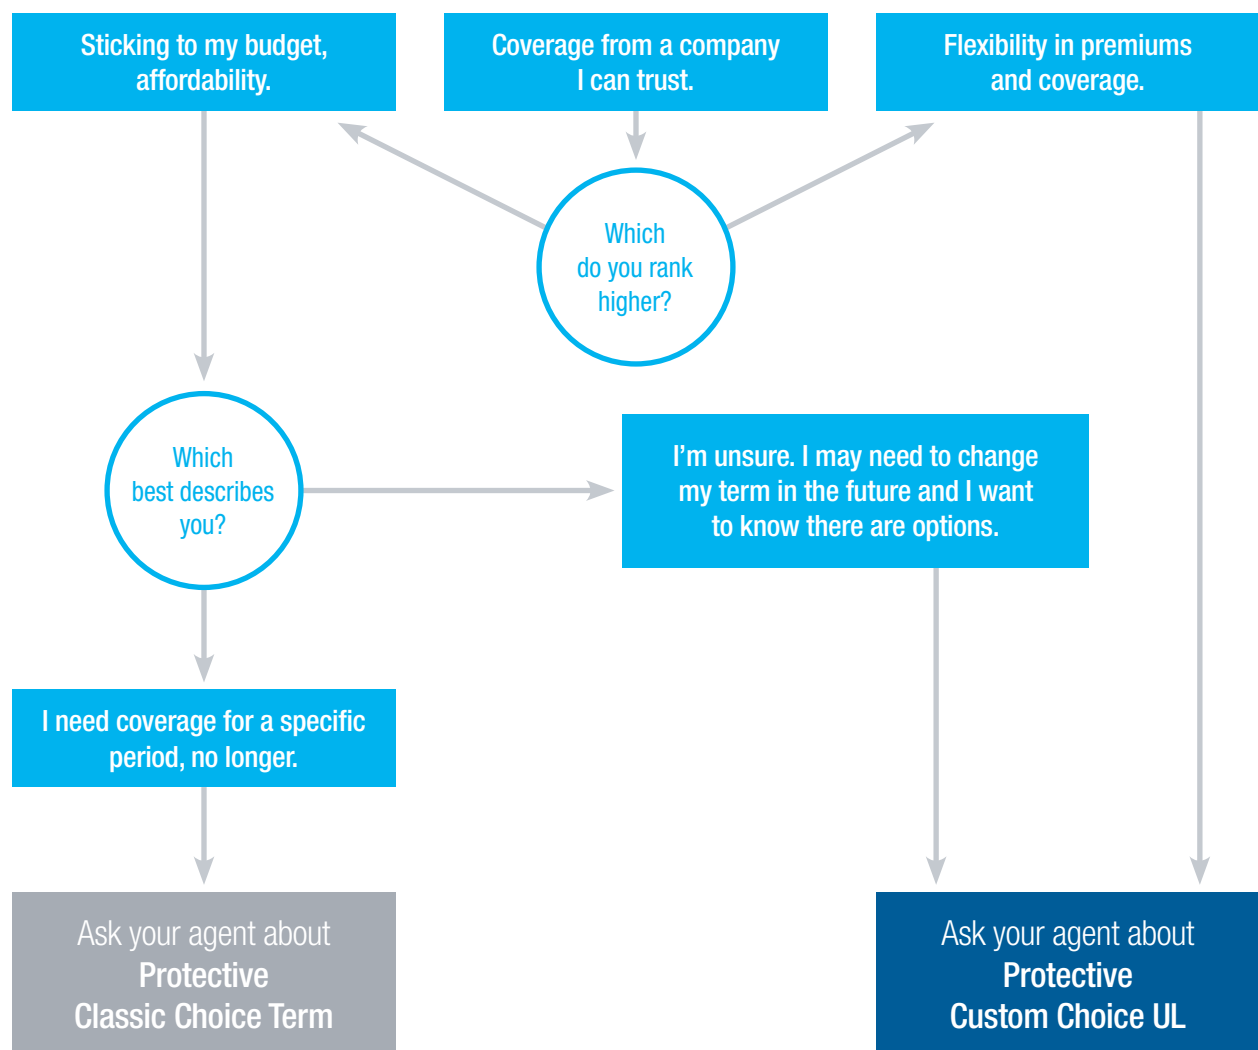 Sticking to my budget,
affordability.
Coverage from a company
I can trust.
Flexibility in premiums
and coverage.
Which
do you rank
higher?
Which
best describes
you?
I’m unsure. I may need to change
my term in the future and I want
to know there are options.
I need coverage for a specific
period, no longer.
Ask your agent about
Protective
Classic Choice Term
Ask your agent about
Protective
Custom Choice UL